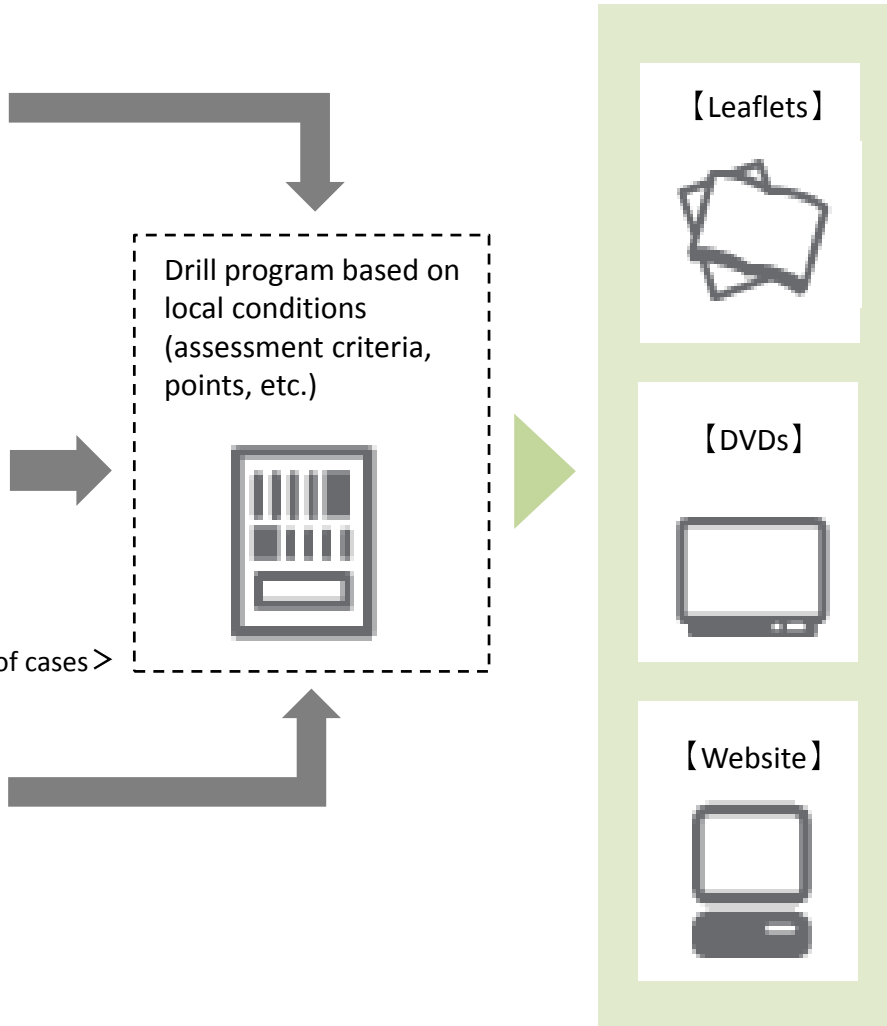 【Leaflets】
Drill program based on
local conditions
(assessment criteria,
points, etc.)
【DVDs】
of cases＞
【Website】